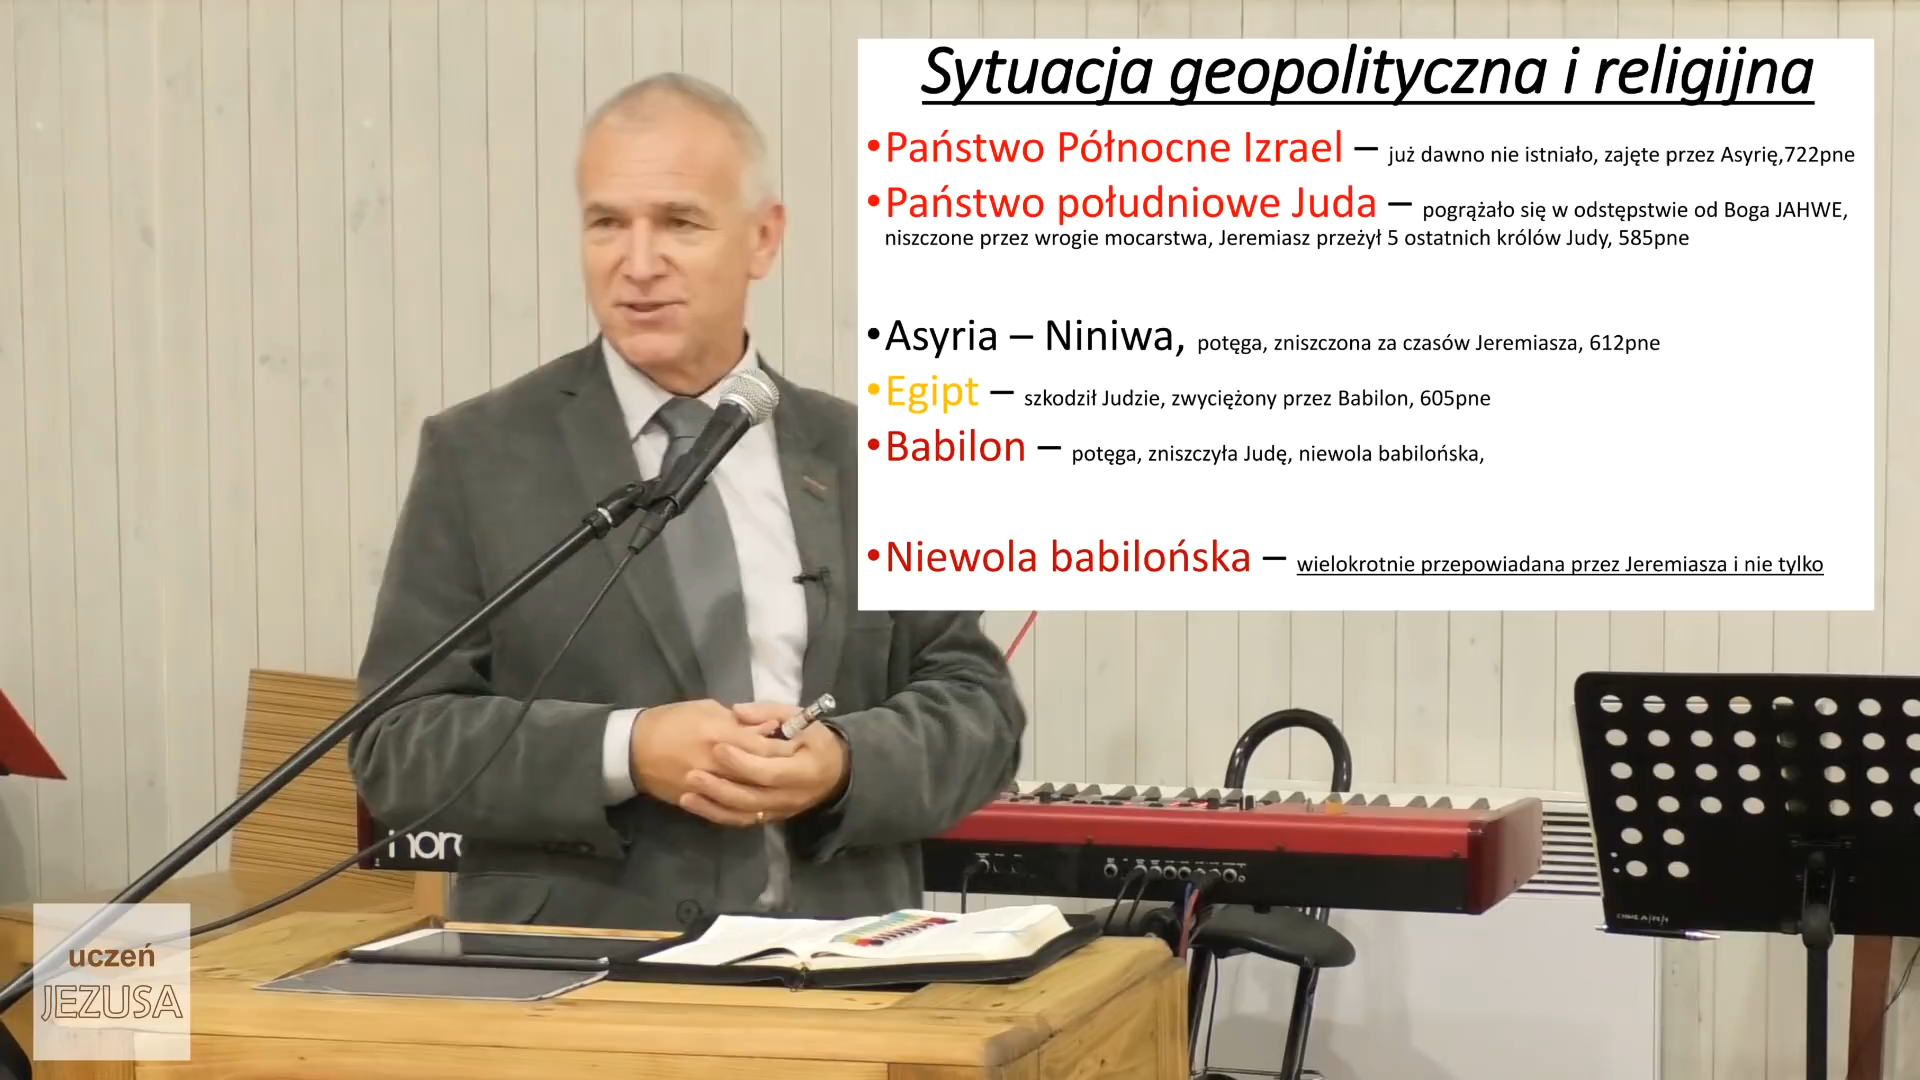 Sytuacja geopolityczna i religijna
•Państwo Północne Izrael – już dawno nie istniało, zajęte przez Asyrię,722pne
•Państwo południowe Juda – pogrążało się w odstępstwie od Boga JAHWE,
niszczone przez wrogie mocarstwa, Jeremiasz przeżył 5 ostatnich królów Judy, 585pne
•Asyria – Niniwa, potęga, zniszczona za czasów Jeremiasza, 612pne
•Egipt – szkodził Judzie, zwyciężony przez Babilon, 605pne
•Babilon – potęga, zniszczyła Judę, niewola babilońska,
•Niewola babilońska – wielokrotnie przepowiadana przez Jeremiasza i nie tylko
nord
uczeń
JEZUSA